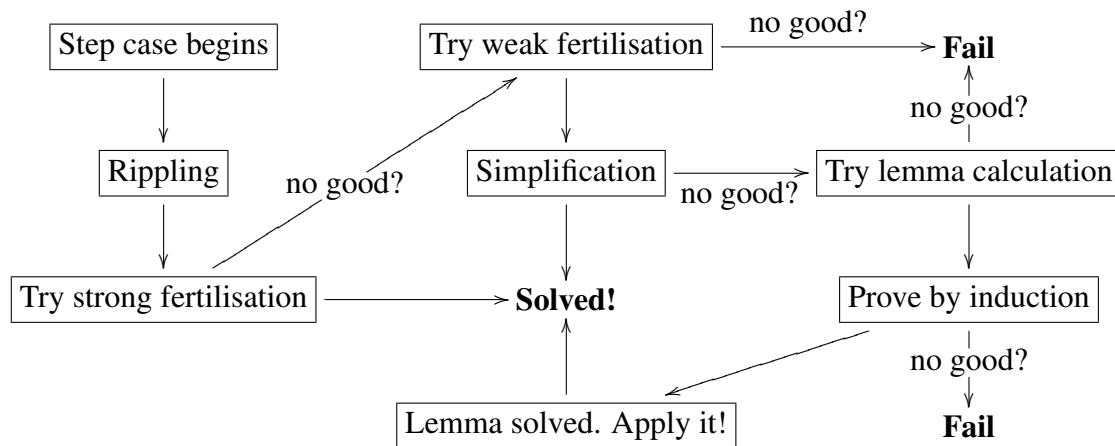 Step case begins
Try weak fertilisation
no good?
Fail
no good?
Rippling
no good?
Simplification
no good?
Try lemma calculation
Try strong fertilisation
Solved!
Prove by induction
no good?
Lemma solved. Apply it!
Fail